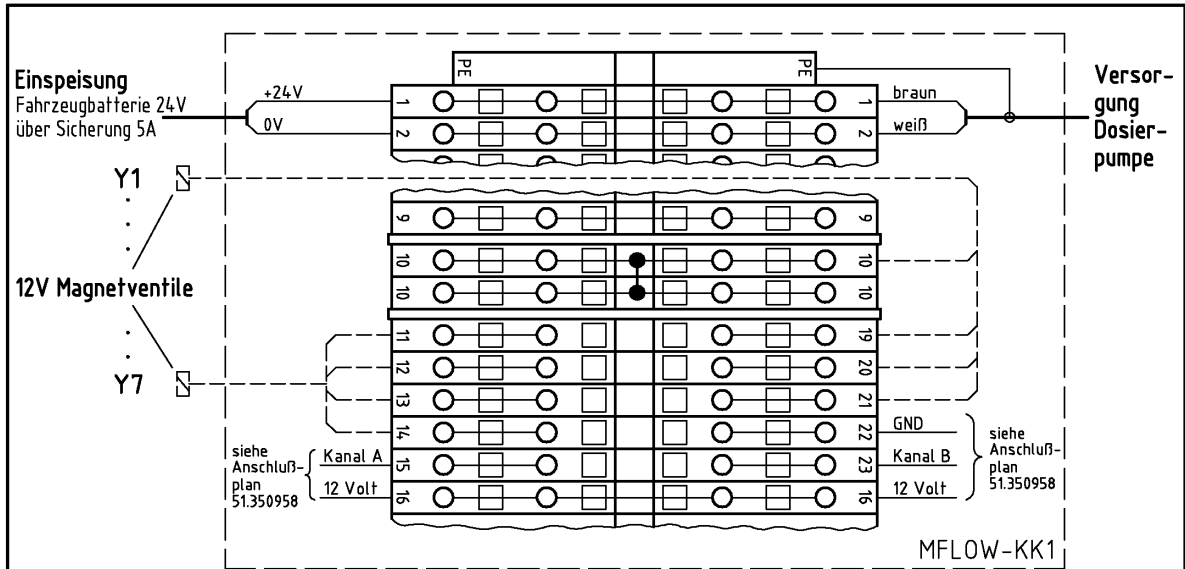 Einspeisung
Fahrzeugbatterie 24V
über Sicherung 5A
+24V
0V
PE
PE
1
1
braun
2
2
weiß
Versor-
gung
Dosier-
pumpe
Y1
12V Magnetventile
Y7
9
9
10
10
10
10
11
19
12
20
13
21
14
22
GND
siehe
Anschluß-
plan
51.350958
Kanal A
15
23
Kanal B
12 Volt
16
16
12 Volt
siehe
Anschluß-
plan
51.350958
MFLOW-KK1